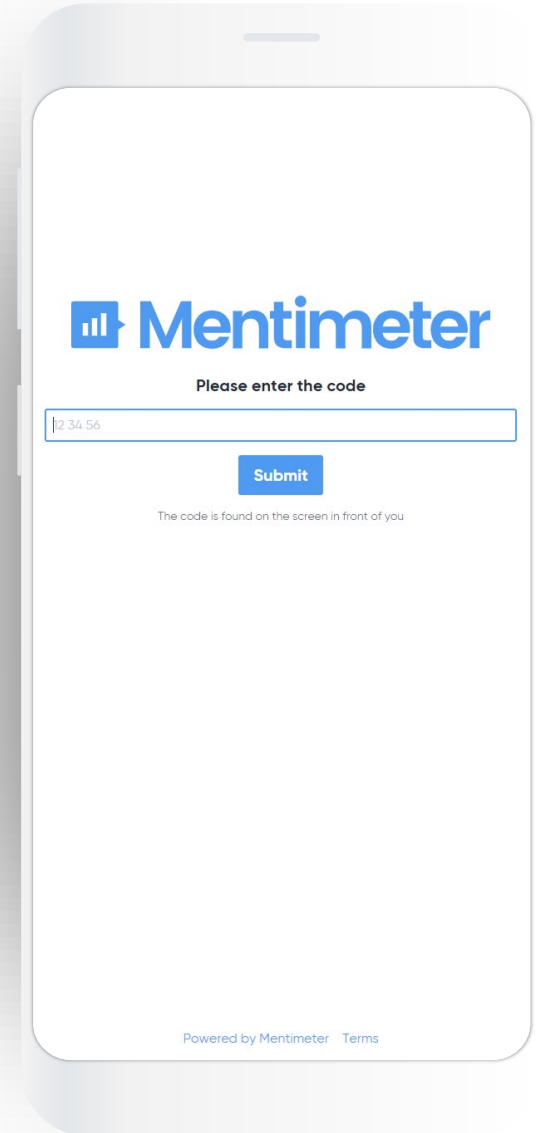 Mentimeter
Please enter the code
12 34 56
Submit
The code is found on the screen in front of you
Powered by Mentimeter Terms